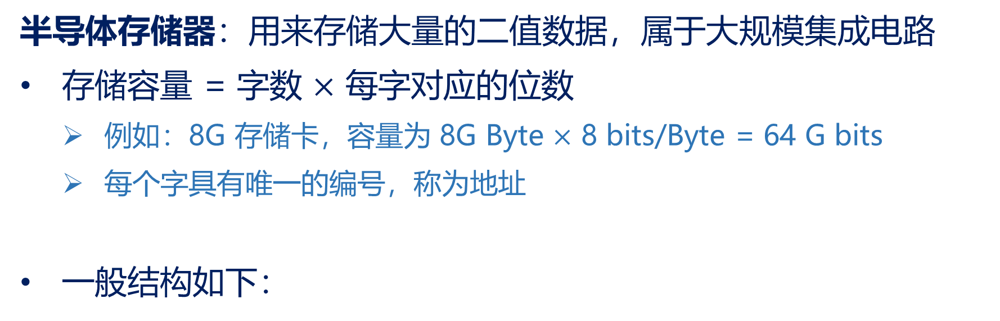 半导体存储器：用来存储大量的二值数据，属于大规模集成电路
• 存储容量 = 字数 × 每字对应的位数
➢ 例如：8G 存储卡，容量为 8G Byte × 8 bits/Byte = 64 G bits
➢ 每个字具有唯一的编号，称为地址
• 一般结构如下：